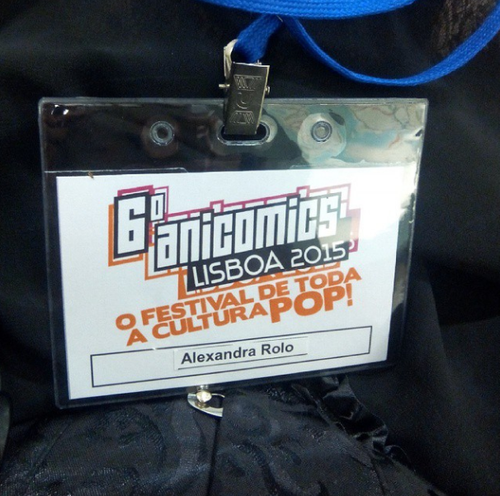 6º anicomics
LISBOA 2015
O FESTIVAL DE TODA
A CULTURA POP!
Alexandra Rolo